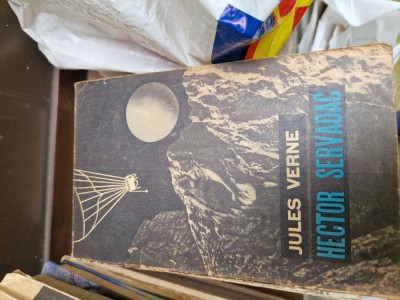 JULES VERNE
HECTOR SERVADAC